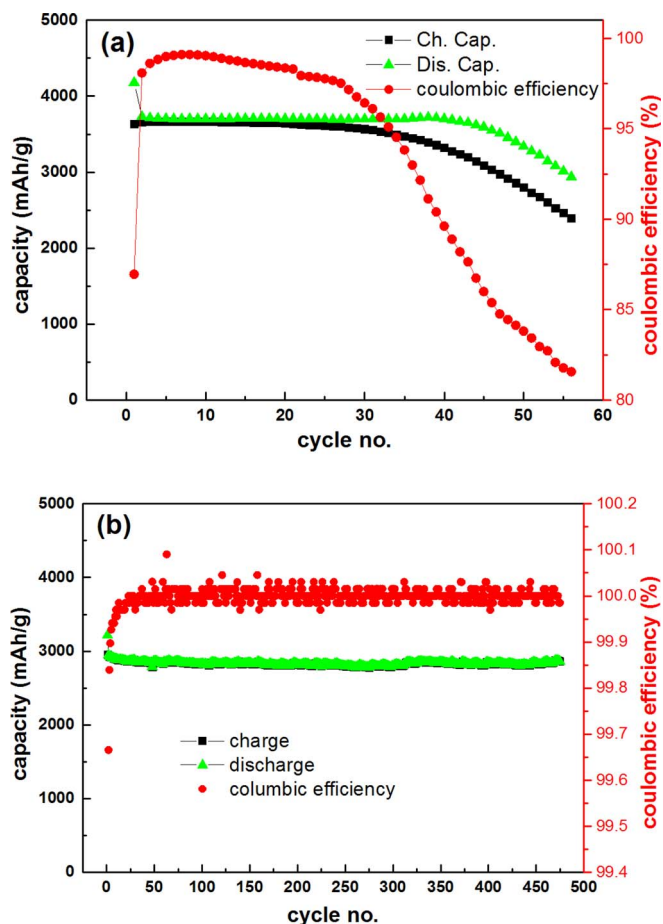 (a)
Ch. Cap.
Dis. Cap.
coulombic efficiency
5000
4000
3000
2000
1000
0
capacity (mAh/g)
100
95
90
85
80
coulombic efficiency (%)
0 10 20 30 40 50 60
cycle no.
(b)
charge
discharge
columbic efficiency
5000
4000
3000
2000
1000
0
capacity (mAh/g)
100.2
100.1
100.0
99.9
99.8
99.7
99.6
99.5
99.4
coulombic efficiency (%)
0 50 100 150 200 250 300 350 400 450 500
cycle no.